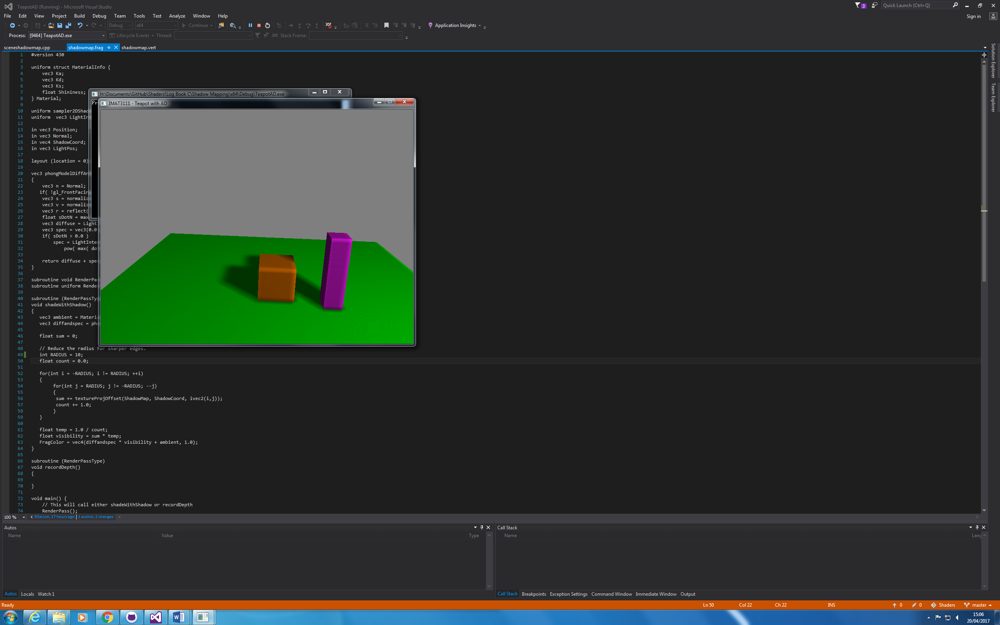 TeapotAD (Running) - Microsoft Visual Studio
3
Quick Launch (Ctrl+Q)
File Edit View Project Build Debug Team Tools Test Analyze Window Help
Sign in
Debug x64 Continue Application Insights
Process: [9464] TeapotAD.exe Lifecycle Events Thread: Stack Frame:
sceneshadowmap.cpp shadowmap.frag shadowmap.vert
Solution Explorer
Team Explorer
1 #version 430
2
3 uniform struct MaterialInfo {
4 vec3 Ka;
5 vec3 Kd;
6 vec3 Ks;
7 float Shininess;
8 } Material;
9
10 uniform sampler2DShad
11 uniform vec3 LightIn
12
13 in vec3 Position;
14 in vec3 Normal;
15 in vec4 ShadowCoord;
16 in vec3 LightPos;
17
18 layout (location = 0)
19
20 vec3 phongModelDiffAn
21 {
22 vec3 n = Normal;
23 if( !gl_FrontFacin
24 vec3 s = normaliz
25 vec3 v = normaliz
26 vec3 r = reflect(
27 float sDotN = max
28 vec3 diffuse = Light
29 vec3 spec = vec3(0.0
30 if( sDotN > 0.0 )
31 spec = LightInte
32 pow( max( do
33
34 return diffuse + spe
35 }
36
37 subroutine void RenderPa
38 subroutine uniform Render
39
40 subroutine (RenderPassTy
41 void shadeWithShadow()
42 {
43 vec3 ambient = Materi
44 vec3 diffandspec = ph
45
46 float sum = 0;
47
48 // Reduce the radius for sharper edges.
49 int RADIUS = 10;
50 float count = 0.0;
51
52 for(int i = -RADIUS; i != RADIUS; ++i)
53 {
54 for(int j = RADIUS; j != -RADIUS; --j)
55 {
56 sum += textureProjOffset(ShadowMap, ShadowCoord, ivec2(i,j));
57 count += 1.0;
58 }
59 }
60
61 float temp = 1.0 / count;
62 float visibility = sum * temp;
63 FragColor = vec4(diffandspec * visibility + ambient, 1.0);
64 }
65
66 subroutine (RenderPassType)
67 void recordDepth()
68 {
69
70 }
71
72 void main() {
73 // This will call either shadeWithShadow or recordDepth
74 RenderPass();
H:\Documents\GitHub\Shaders\Log Book C\Shadow Mapping\x64\Debug\TeapotAD.exe
Fr
IMAT3111 - Teapot with AD
100 % EllaLion, 17 hours ago | 1 author, 2 changes
Autos
Name Value Type
Call Stack
Name Lang
Autos Locals Watch 1
Call Stack Breakpoints Exception Settings Command Window Immediate Window Output
Ready Ln 50 Col 22 Ch 22 INS 0 0 Shaders master
15:06
20/04/2017